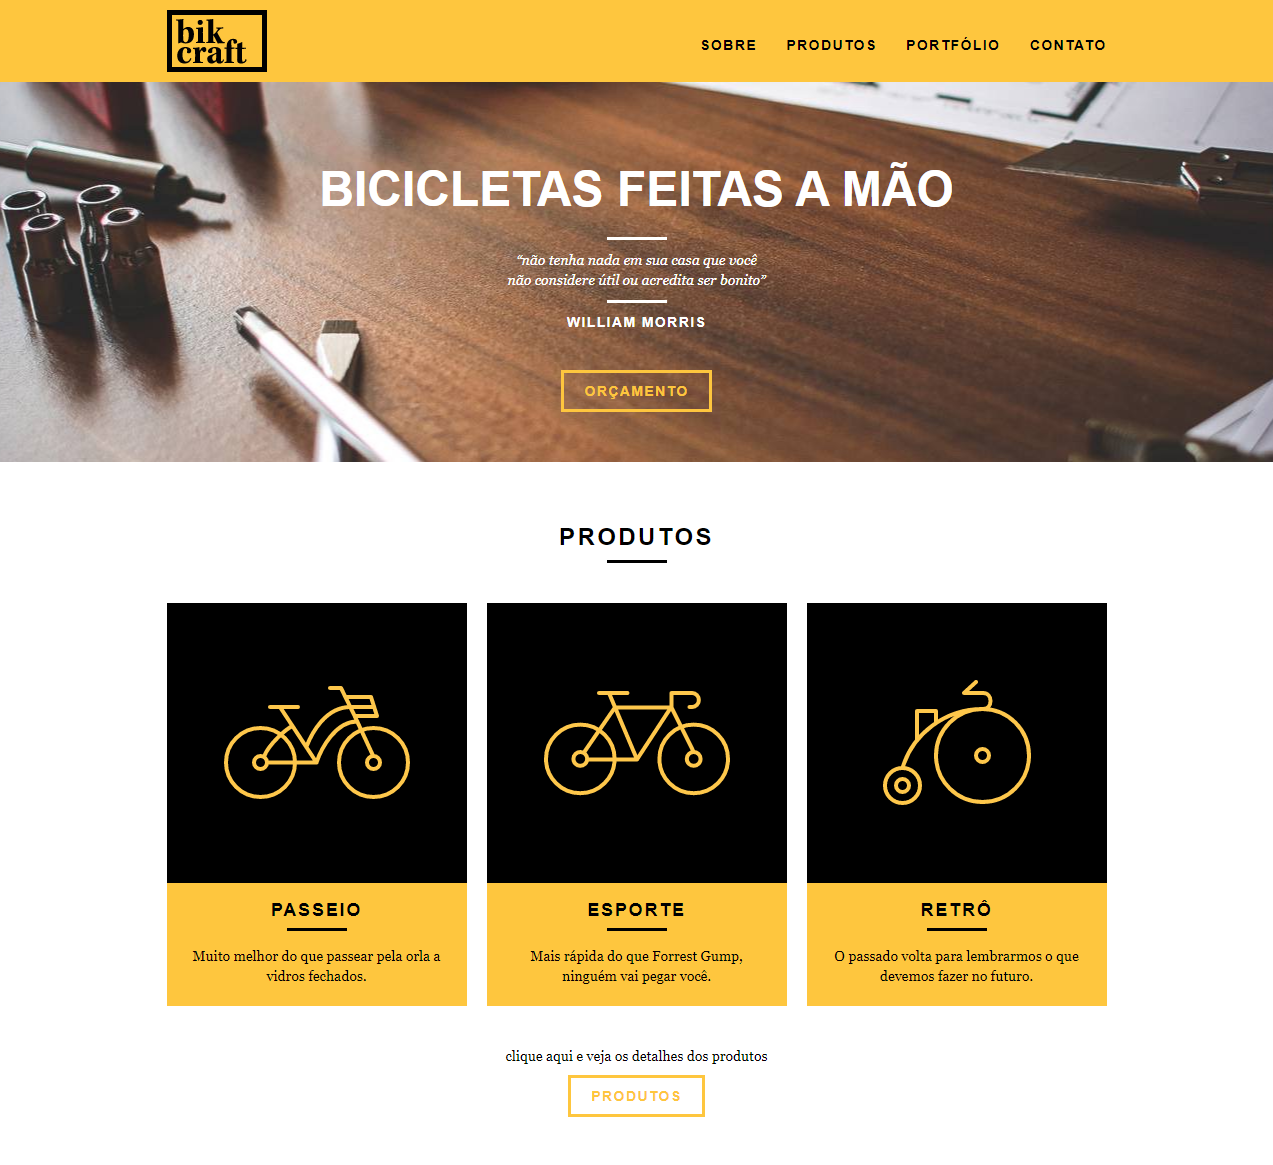 bik
craft
SOBRE PRODUTOS PORTFÓLIO CONTATO
BICICLETAS FEITAS A MÃO
“não tenha nada em sua casa que você
não considere útil ou acredita ser bonito”
WILLIAM MORRIS
ORÇAMENTO
PRODUTOS
PASSEIO
Muito melhor do que passear pela orla a
vidros fechados.
ESPORTE
Mais rápida do que Forrest Gump,
ninguém vai pegar você.
RETRÔ
O passado volta para lembrarmos o que
devemos fazer no futuro.
clique aqui e veja os detalhes dos produtos
PRODUTOS